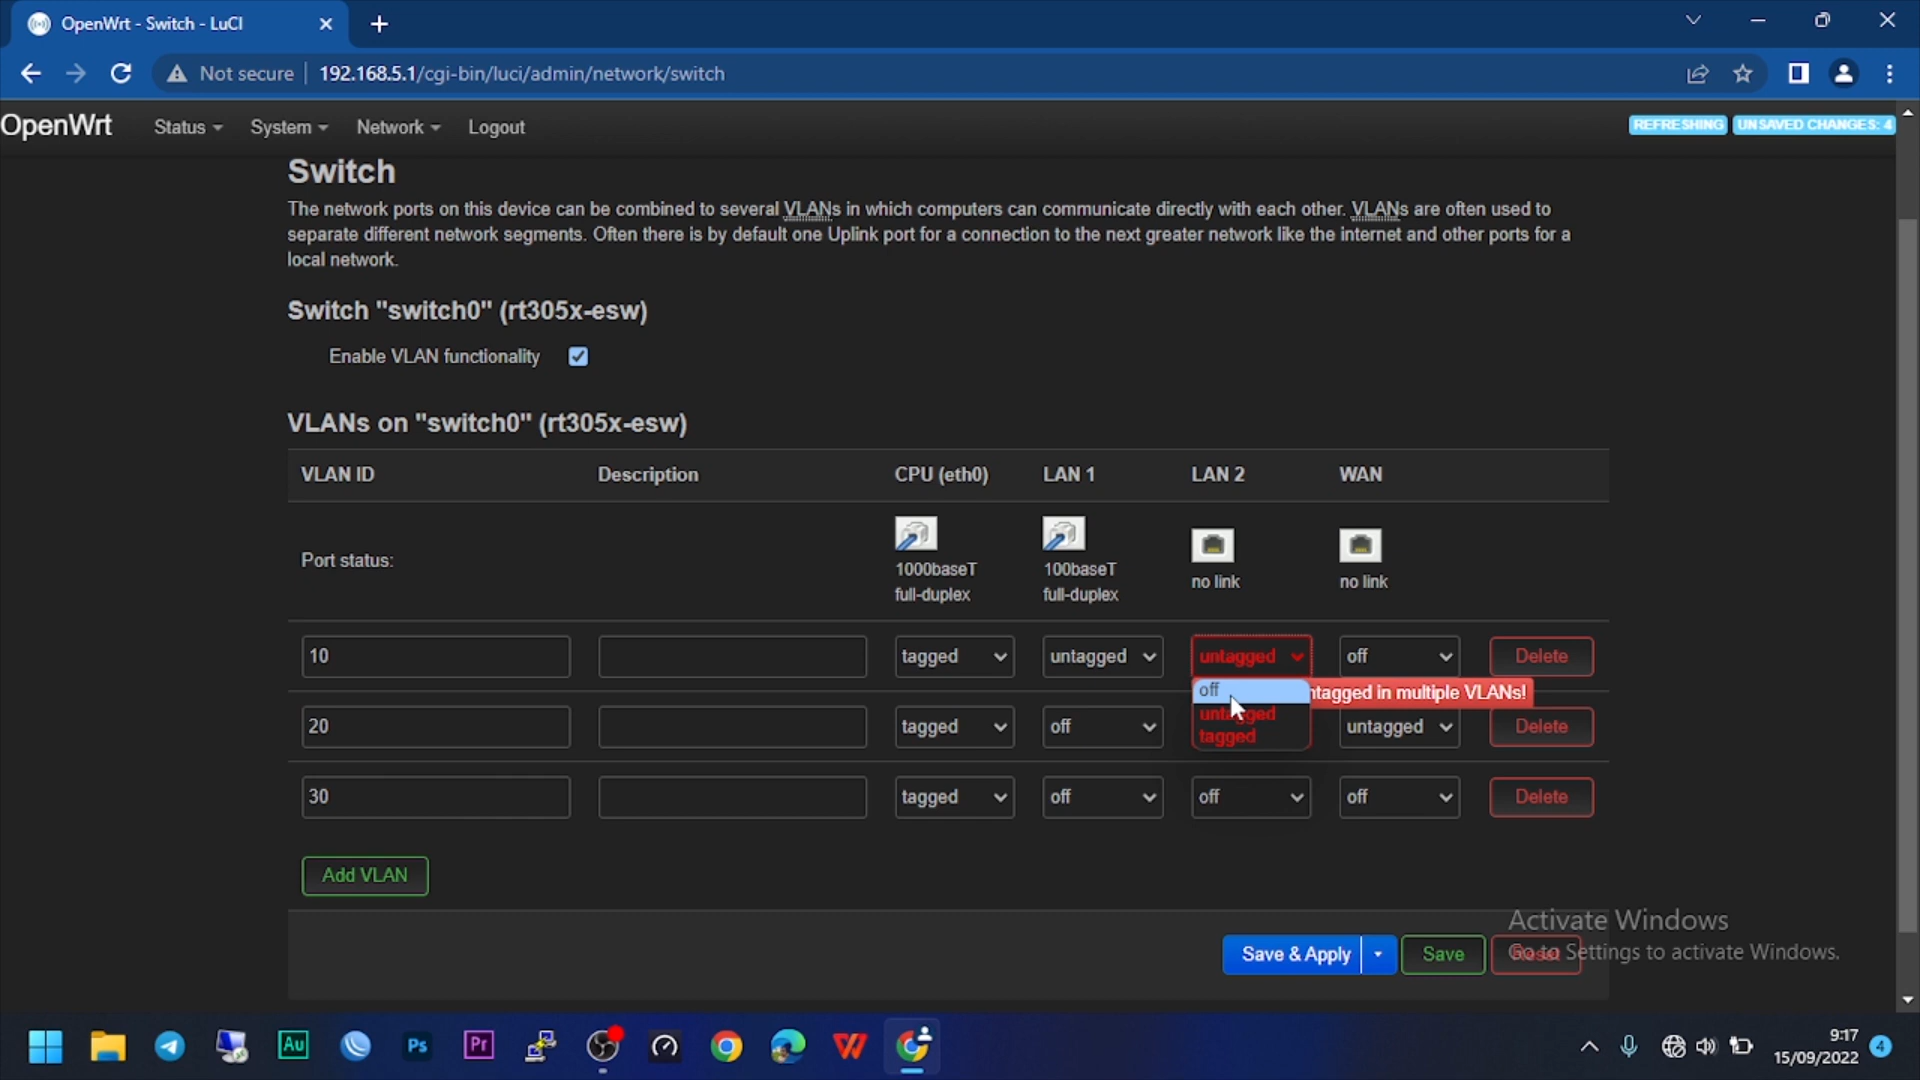 OpenWrt - Switch - LuCI
Not secure
192.168.5.1/cgi-bin/luci/admin/network/switch
OpenWrt
Status
System
Network
Logout
REFRESHING
UNSAVED CHANGES: 4
Switch
The network ports on this device can be combined to several VLANs in which computers can communicate directly with each other. VLANs are often used to
separate different network segments. Often there is by default one Uplink port for a connection to the next greater network like the internet and other ports for a
local network.
Switch "switch0" (rt305x-esw)
Enable VLAN functionality
VLANs on "switch0" (rt305x-esw)
VLAN ID Description CPU (eth0) LAN 1 LAN 2 WAN
Port status:
1000baseT
full-duplex
100baseT
full-duplex
no link
no link
10 tagged untagged untagged off Delete
off
untagged
tagged
in multiple VLANs!
20 tagged off untagged Delete
30 tagged off off off Delete
Add VLAN
Save & Apply
Save
Reset
Activate Windows
Go to Settings to activate Windows.
Au
Ps
Pr
9:17
15/09/2022
4